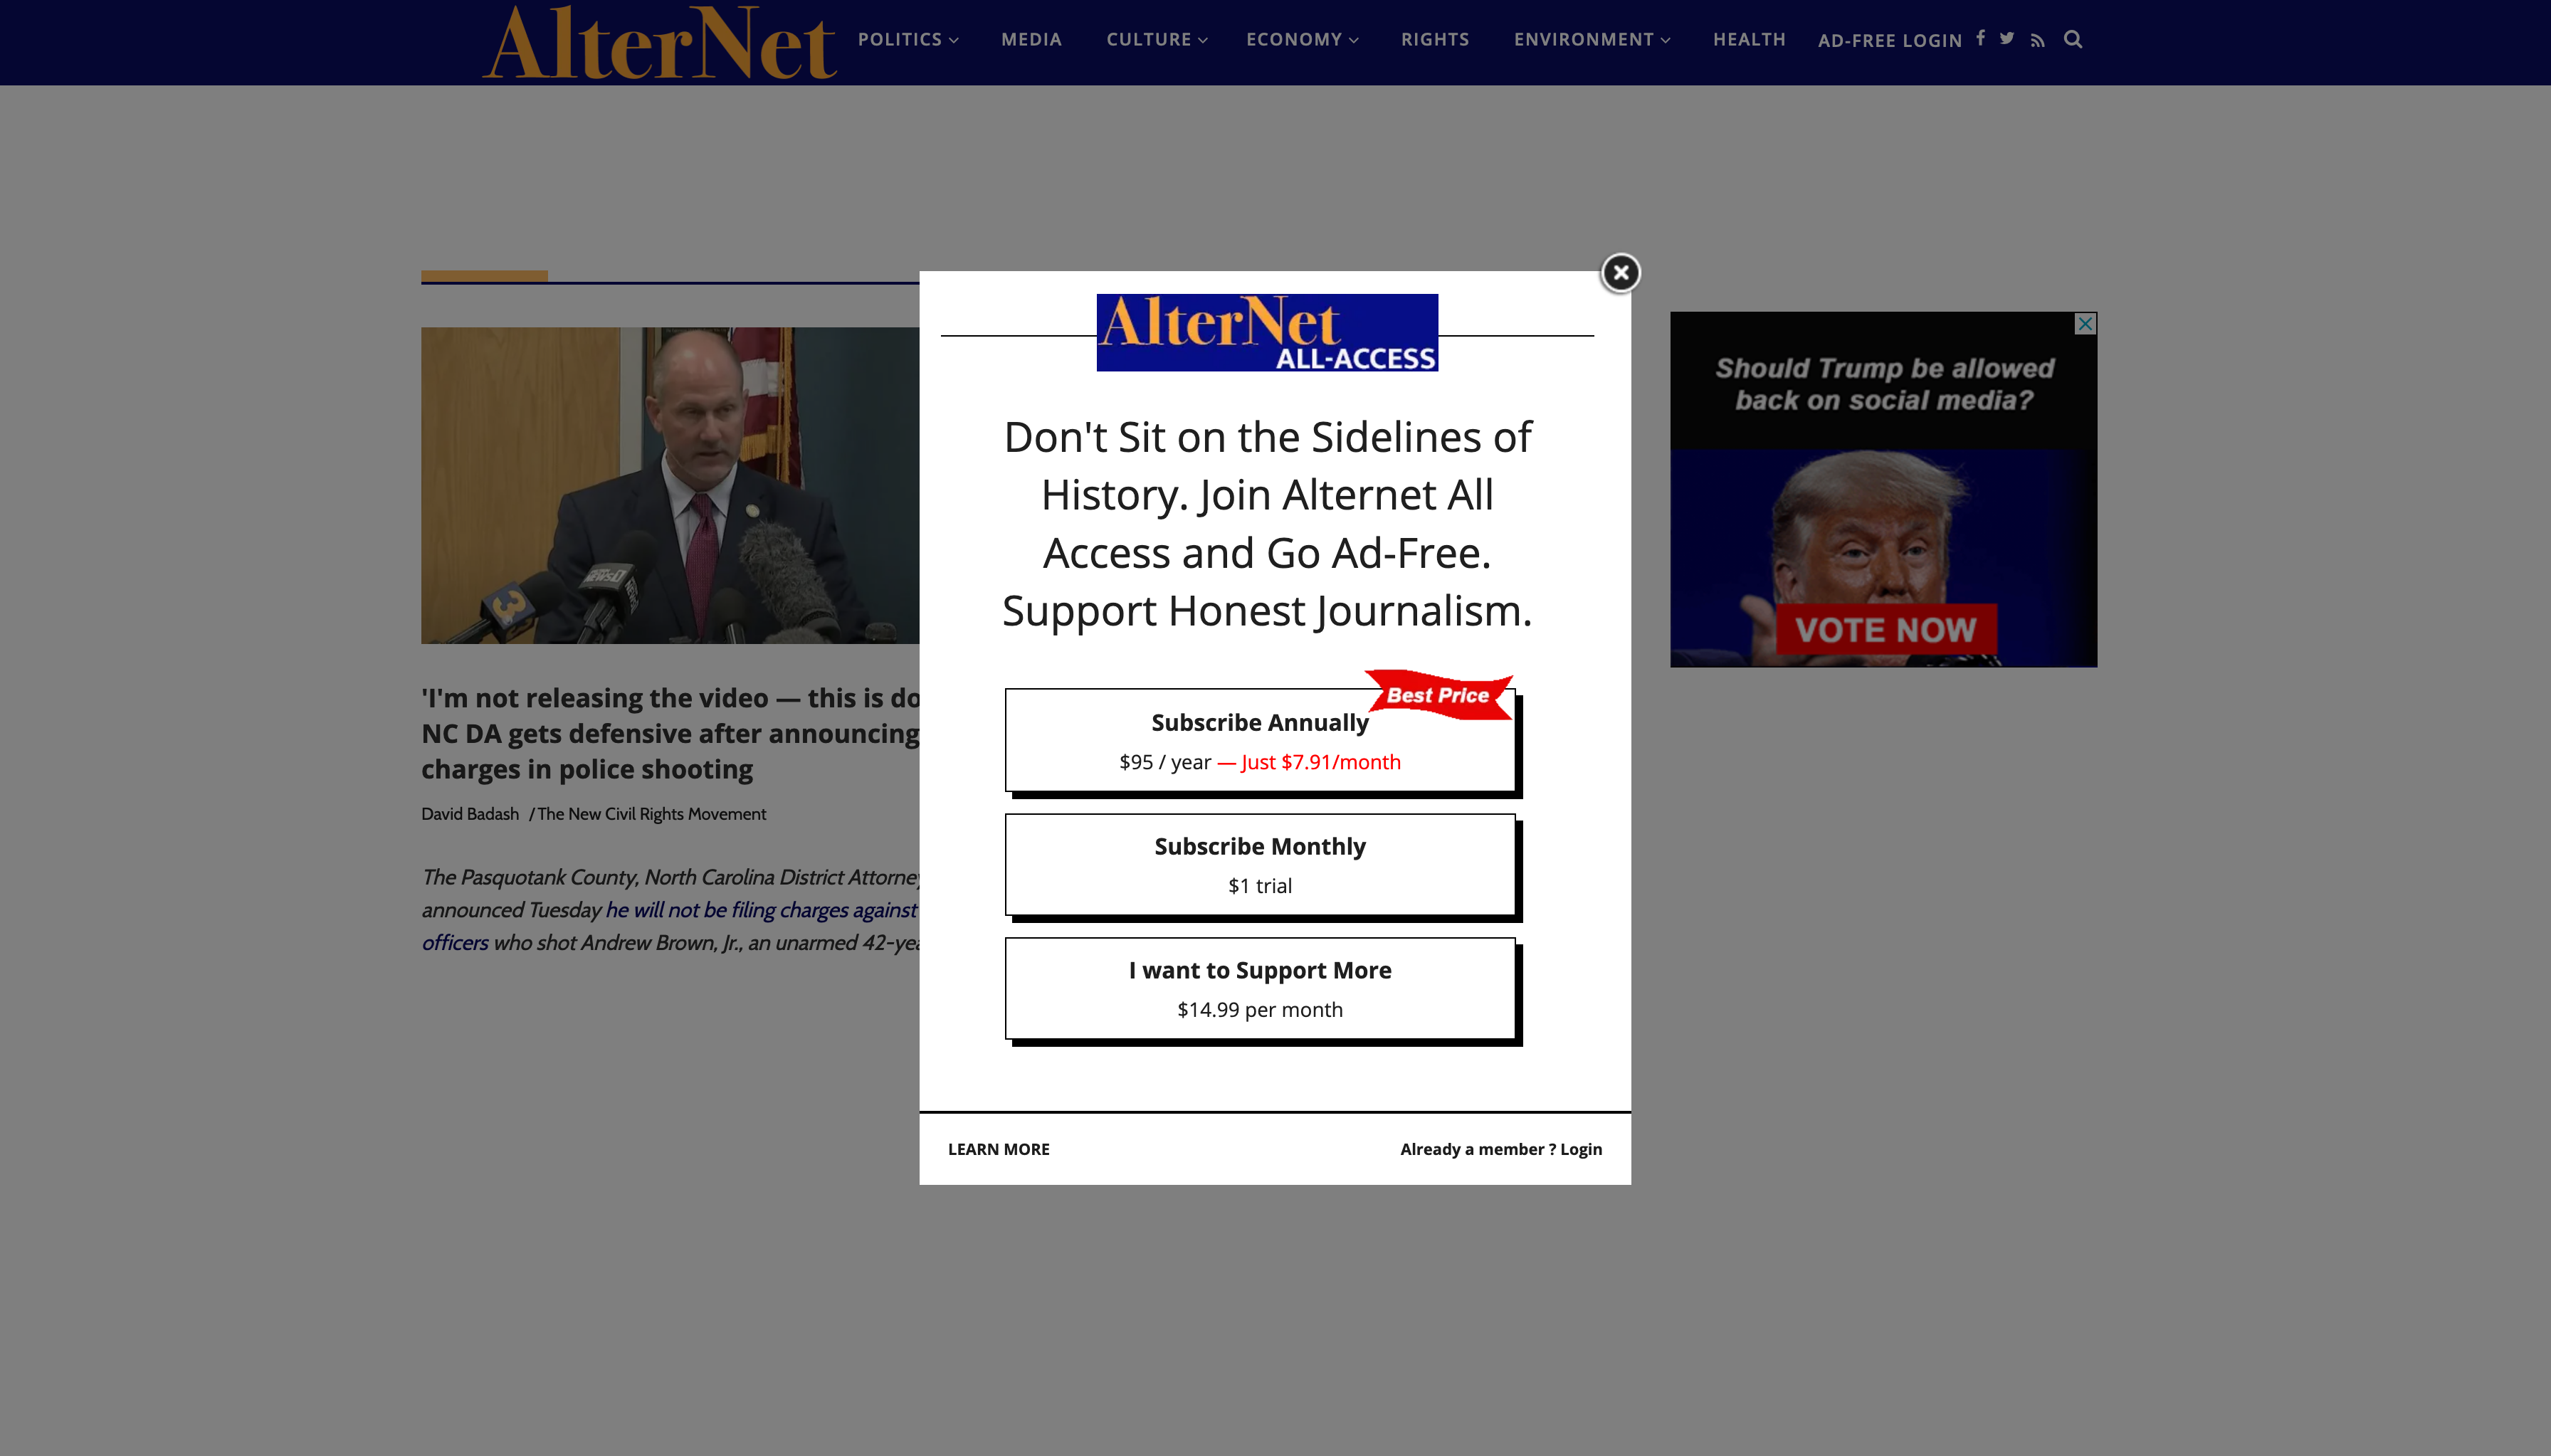 AlterNet
POLITICS
MEDIA
CULTURE
ECONOMY
RIGHTS
ENVIRONMENT
HEALTH
AD-FREE LOGIN
AlterNet
ALL-ACCESS
Don't Sit on the Sidelines of
History. Join Alternet All
Access and Go Ad-Free.
Support Honest Journalism.
Best Price
Subscribe Annually
$95 / year — Just $7.91/month
Subscribe Monthly
$1 trial
I want to Support More
$14.99 per month
LEARN MORE
Already a member ? Login
3
'I'm not releasing the video — this is do
NC DA gets defensive after announcing
charges in police shooting
David Badash / The New Civil Rights Movement
The Pasquotank County, North Carolina District Attorney
announced Tuesday he will not be filing charges against
officers who shot Andrew Brown, Jr., an unarmed 42-yea
Should Trump be allowed
back on social media?
VOTE NOW